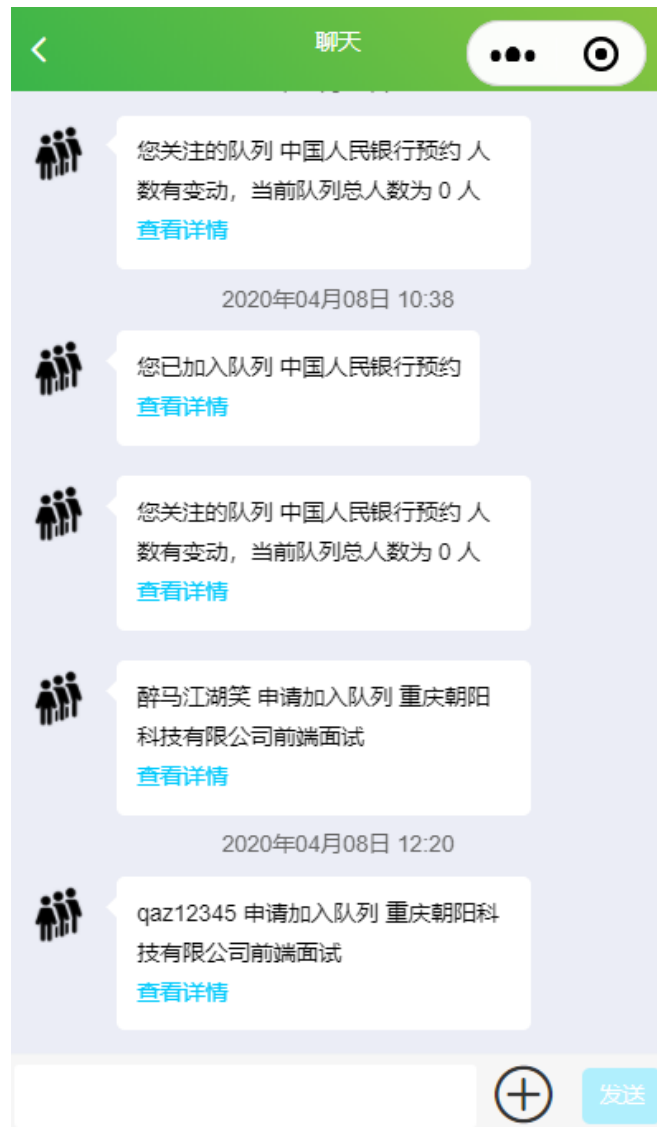 聊天
您关注的队列 中国人民银行预约 人
数有变动，当前队列总人数为 0 人
查看详情
2020年04月08日 10:38
您已加入队列 中国人民银行预约
查看详情
您关注的队列 中国人民银行预约 人
数有变动，当前队列总人数为 0 人
查看详情
醉马江湖笑 申请加入队列 重庆朝阳
科技有限公司前端面试
查看详情
2020年04月08日 12:20
qaz12345 申请加入队列 重庆朝阳科
技有限公司前端面试
查看详情
发送